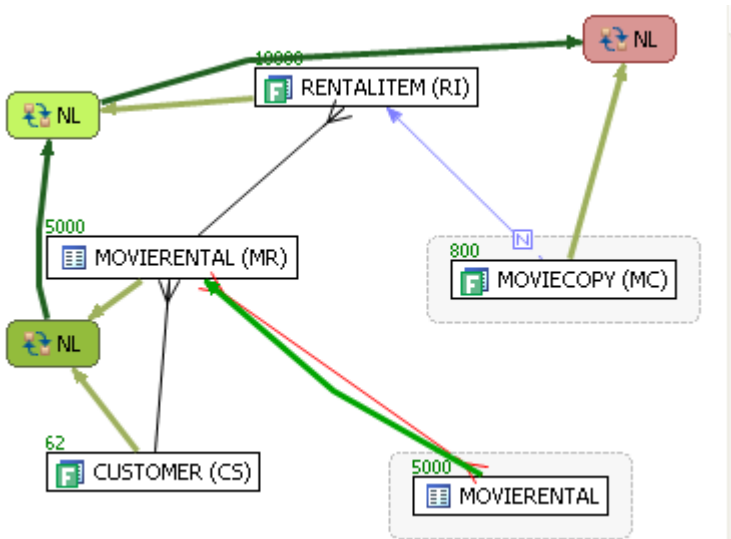 NL
10000
RENTALITEM (RI)
NL
5000
MOVIERENTAL (MR)
N
800
MOVIECOPY (MC)
NL
62
CUSTOMER (CS)
5000
MOVIERENTAL